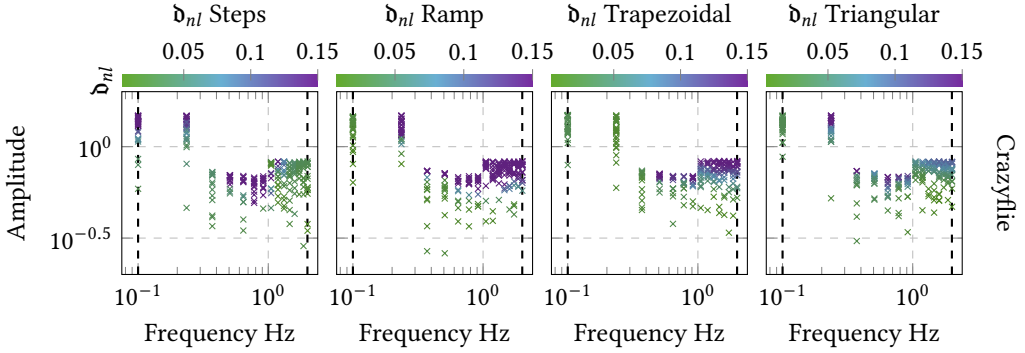 𝔡nl Steps
𝔡nl Ramp
𝔡nl Trapezoidal
𝔡nl Triangular
0.05 0.1 0.15
0.05 0.1 0.15
0.05 0.1 0.15
0.05 0.1 0.15
𝔡nl
Amplitude
10^0
10^−0.5
Crazyflie
10^−1 10^0
10^−1 10^0
10^−1 10^0
10^−1 10^0
Frequency Hz
Frequency Hz
Frequency Hz
Frequency Hz